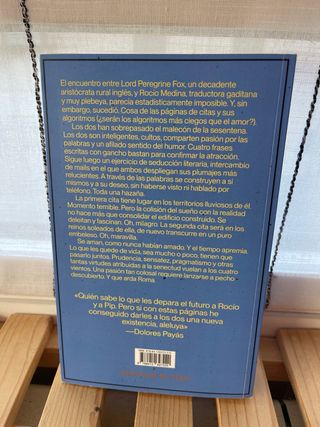 El encuentro entre Lord Peregrine Fox, un decadente
aristócrata rural inglés, y Rocío Medina, traductora gaditana
y muy plebeya, parecía estadísticamente imposible. Y, sin
embargo, sucedió. Cosa de las páginas de citas y sus
algoritmos (¿serán los algoritmos más ciegos que el amor?).
Los dos han sobrepasado el malecón de la sesentena.
Los dos son inteligentes, cultos, comparten pasión por las
palabras y un afilado sentido del humor. Cuatro frases
escritas con gancho bastan para confirmar la atracción.
Sigue luego un ejercicio de seducción literaria, intercambio
de mails en el que ambos despliegan sus plumajes más
relucientes. A través de las palabras se construyen a sí
mismos y a su deseo, sin haberse visto ni hablado por
teléfono. Toda una hazaña.
La primera cita tiene lugar en los territorios lluviosos de él.
Momento temible. Pero la colisión del sueño con la realidad
no hace más que consolidar el edificio construido. Se
deleitan y fascinan. Oh, milagro. La segunda cita será en los
reinos soleados de ella, de nuevo transcurre en un puro
embeleso. Oh, maravilla.
Se aman, como nunca habían amado. Y el tiempo apremia.
Lo que les quede de vida, sea mucho o poco, tienen que
pasarlo juntos. Prudencia, sensatez, pragmatismo y otras
tantas virtudes atribuidas a la senectud vuelan a los cuatro
vientos. Una pasión tan colosal requiere lanzarse a pecho
descubierto. Y que arda Roma.
«Quién sabe lo que les depara el futuro a Rocío
y a Pip. Pero si con estas páginas he
conseguido darles a los dos una nueva
existencia, aleluya»
—Dolores Payás